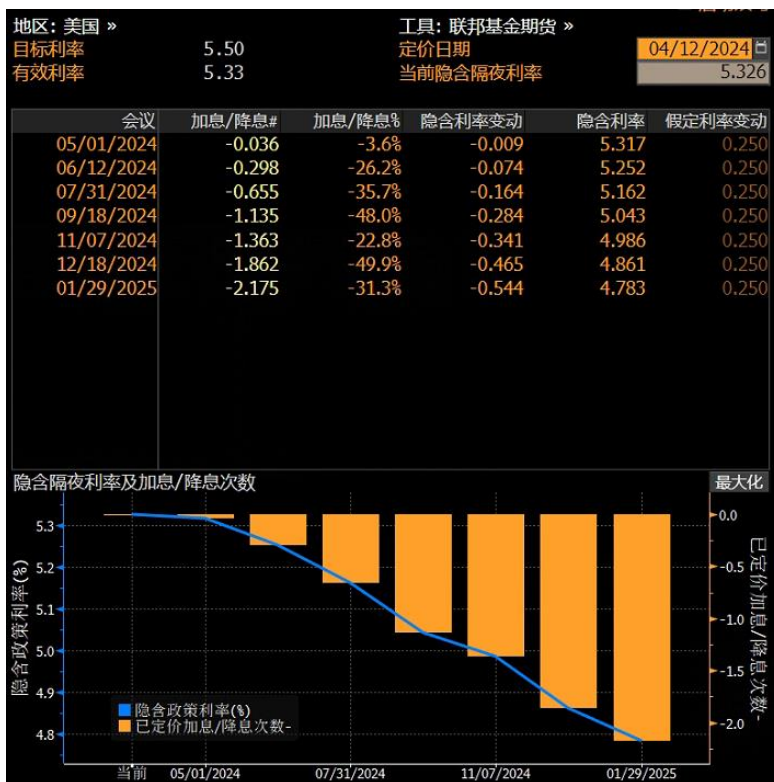 地区: 美国 » 工具: 联邦基金期货 »
目标利率 5.50 定价日期 04/12/2024
有效利率 5.33 当前隐含隔夜利率 5.326
会议 加息/降息# 加息/降息% 隐含利率变动 隐含利率 假定利率变动
05/01/2024 -0.036 -3.6% -0.009 5.317 0.250
06/12/2024 -0.298 -26.2% -0.074 5.252 0.250
07/31/2024 -0.655 -35.7% -0.164 5.162 0.250
09/18/2024 -1.135 -48.0% -0.284 5.043 0.250
11/07/2024 -1.363 -22.8% -0.341 4.986 0.250
12/18/2024 -1.862 -49.9% -0.465 4.861 0.250
01/29/2025 -2.175 -31.3% -0.544 4.783 0.250
隐含隔夜利率及加息/降息次数 最大化
隐含政策利率(%)
5.3
5.2
5.1
5.0
4.9
4.8
0.0
-0.5
-1.0
-1.5
-2.0
已定价加息/降息次数-
隐含政策利率(%)
已定价加息/降息次数-
当前 05/01/2024 07/31/2024 11/07/2024 01/29/2025